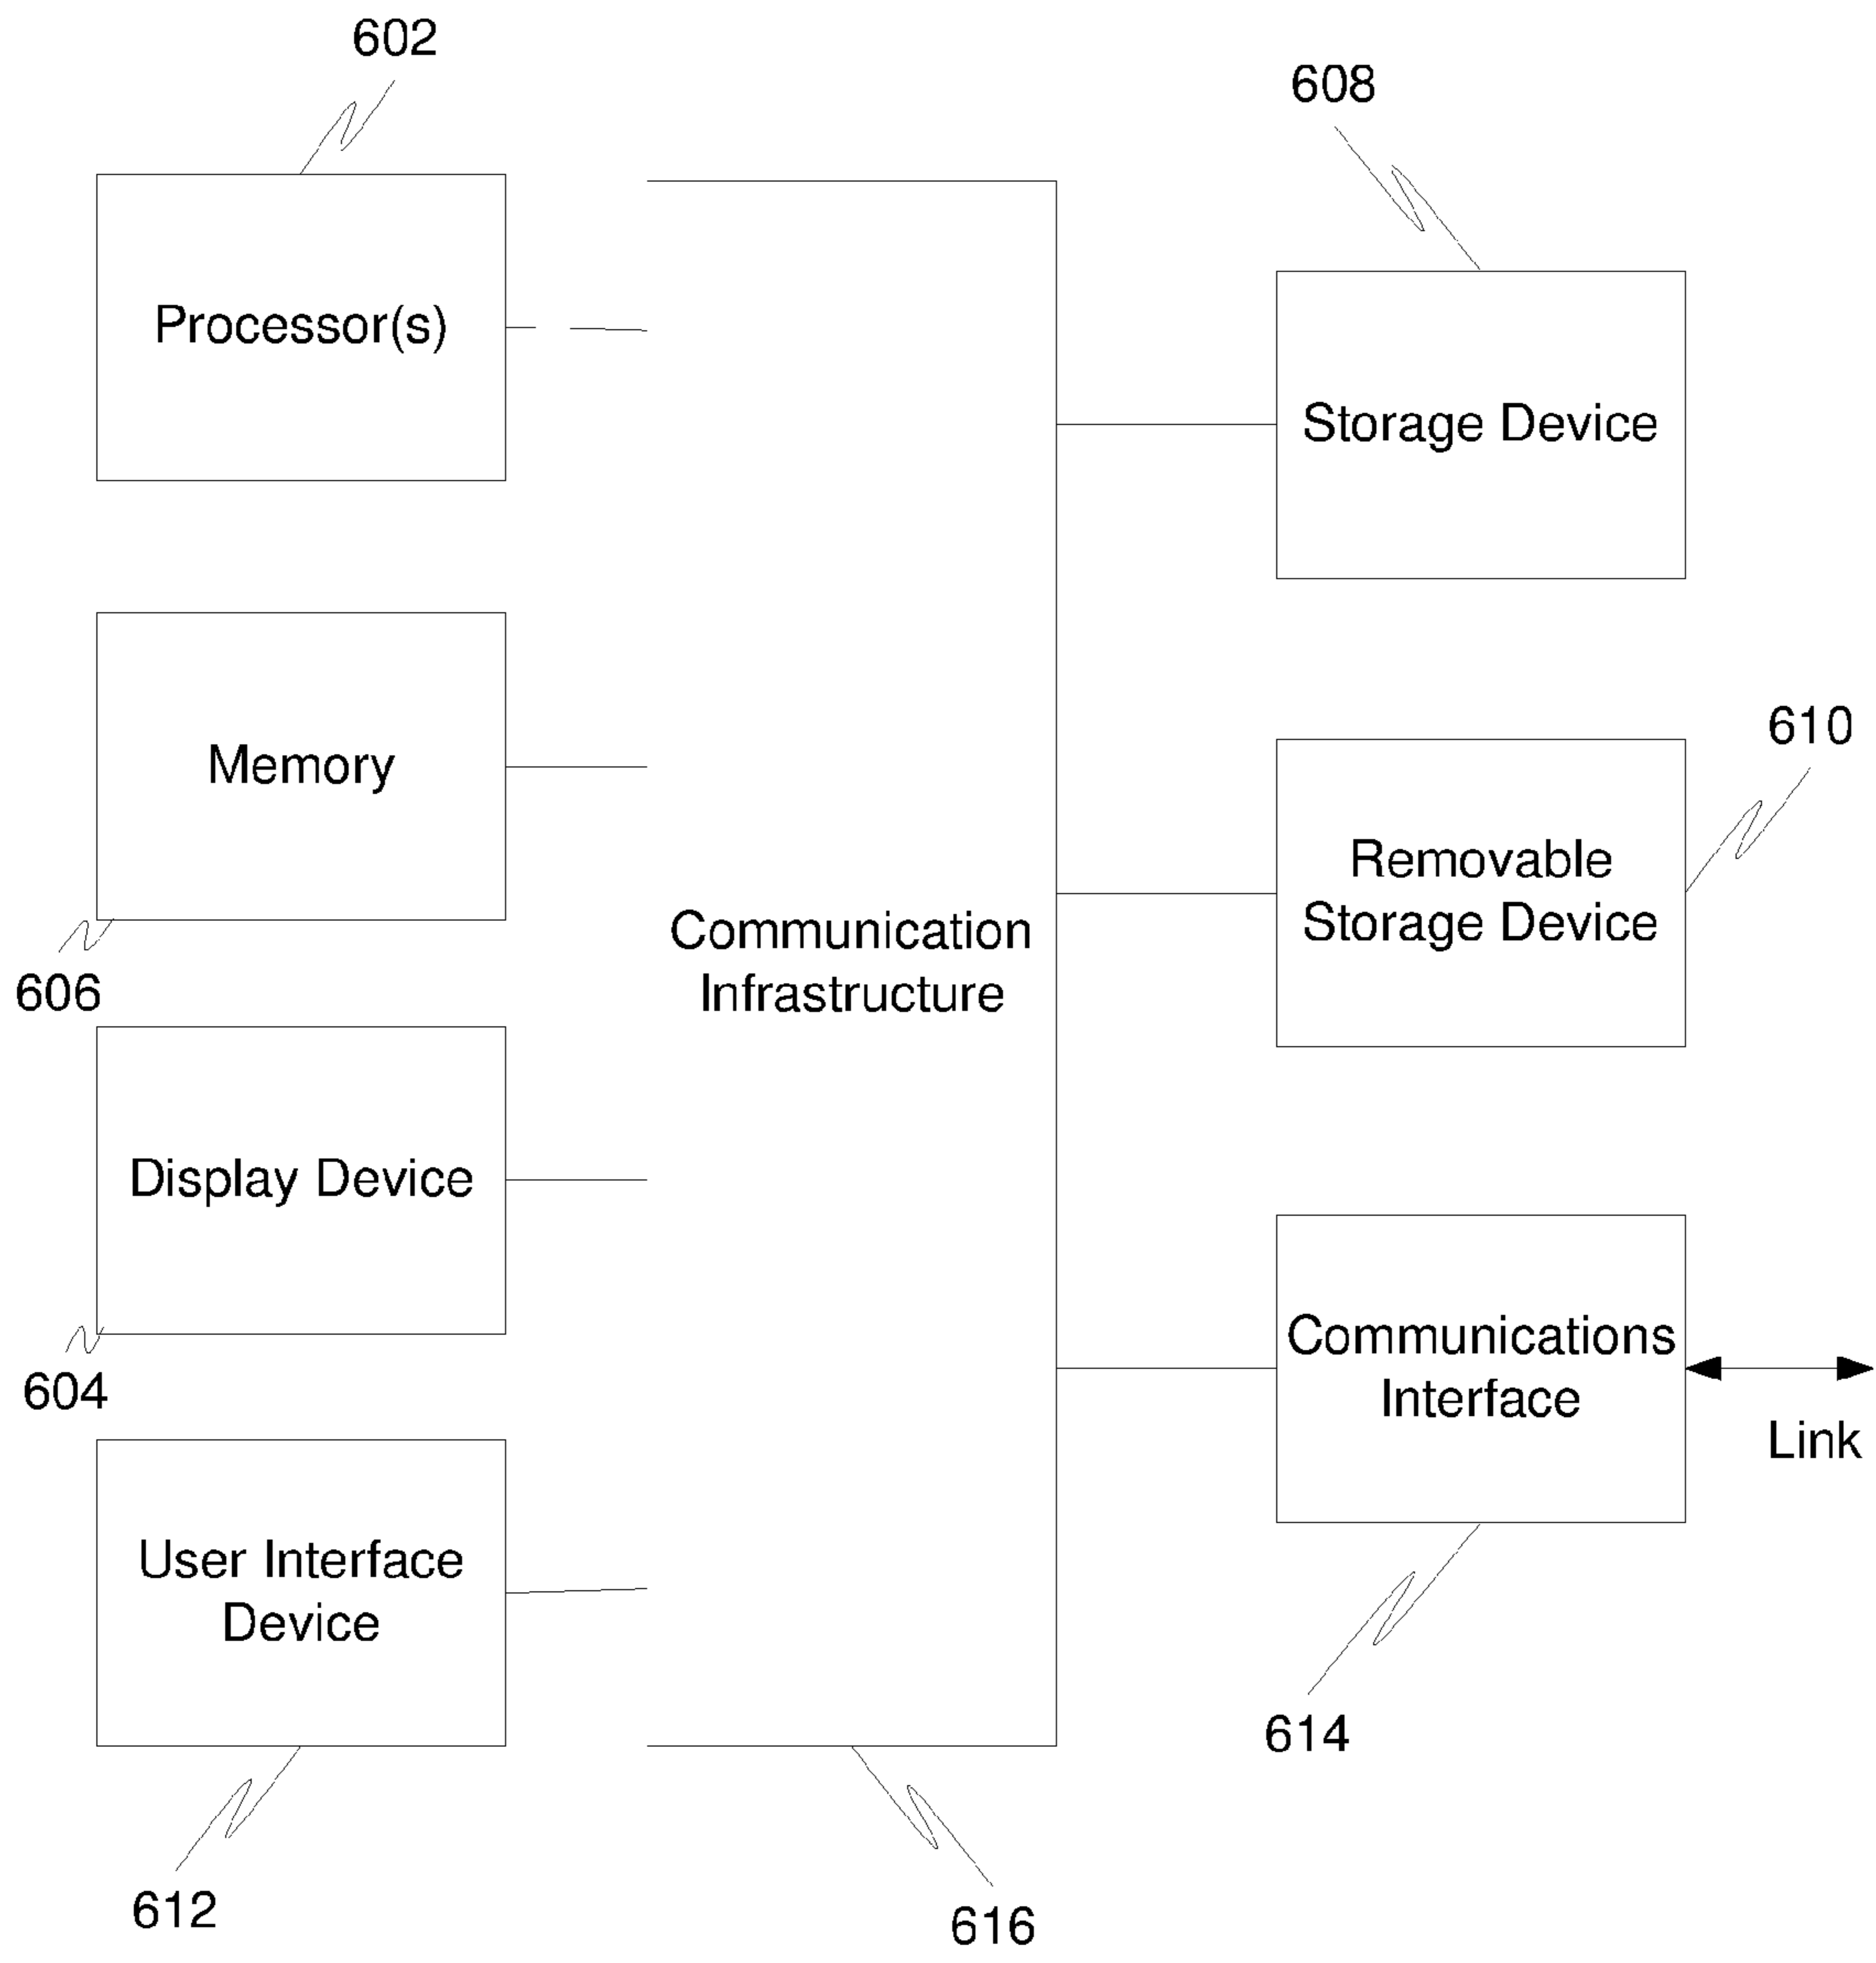 602
608
Processor(s)
Storage Device
610
Memory
Removable
Storage Device
606
Communication
Infrastructure
Display Device
604
Communications
Interface
Link
User Interface
Device
614
612
616